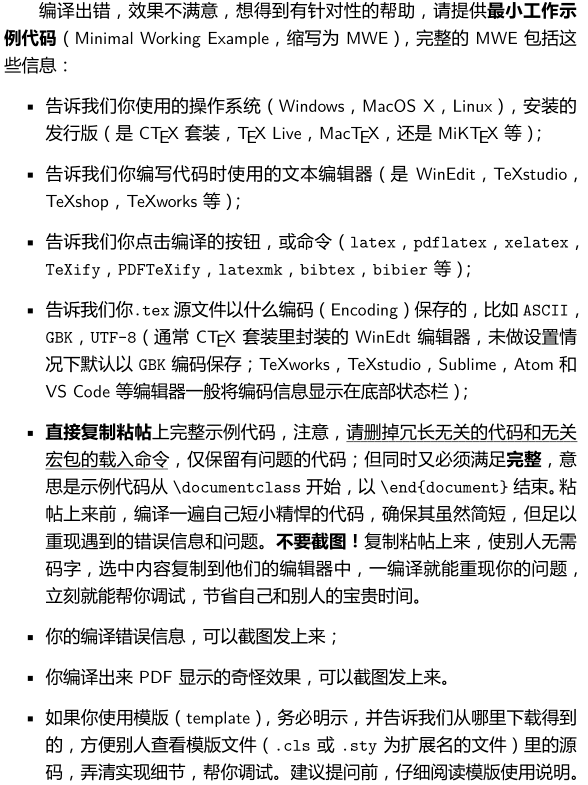 编译出错，效果不满意，想得到有针对性的帮助，请提供最小工作示
例代码（Minimal Working Example，缩写为 MWE），完整的 MWE 包括这
些信息：
▪ 告诉我们你使用的操作系统（Windows，MacOS X，Linux），安装的
发行版（是 CTEX 套装，TEX Live，MacTEX，还是 MiKTEX 等）；
▪ 告诉我们你编写代码时使用的文本编辑器（是 WinEdit，TeXstudio，
TeXshop，TeXworks 等）；
▪ 告诉我们你点击编译的按钮，或命令（latex，pdflatex，xelatex，
TeXify，PDFTeXify，latexmk，bibtex，bibier 等）；
▪ 告诉我们你.tex 源文件以什么编码（Encoding）保存的，比如 ASCII，
GBK，UTF-8（通常 CTEX 套装里封装的 WinEdt 编辑器，未做设置情
况下默认以 GBK 编码保存；TeXworks，TeXstudio，Sublime，Atom 和
VS Code 等编辑器一般将编码信息显示在底部状态栏）；
▪ 直接复制粘帖上完整示例代码，注意，请删掉冗长无关的代码和无关
宏包的载入命令，仅保留有问题的代码；但同时又必须满足完整，意
思是示例代码从 \documentclass 开始，以 \end{document} 结束。粘
帖上来前，编译一遍自己短小精悍的代码，确保其虽然简短，但足以
重现遇到的错误信息和问题。不要截图！复制粘帖上来，使别人无需
码字，选中内容复制到他们的编辑器中，一编译就能重现你的问题，
立刻就能帮你调试，节省自己和别人的宝贵时间。
▪ 你的编译错误信息，可以截图发上来；
▪ 你编译出来 PDF 显示的奇怪效果，可以截图发上来。
▪ 如果你使用模版（template），务必明示，并告诉我们从哪里下载得到
的，方便别人查看模版文件（.cls 或 .sty 为扩展名的文件）里的源
码，弄清实现细节，帮你调试。建议提问前，仔细阅读模版使用说明。